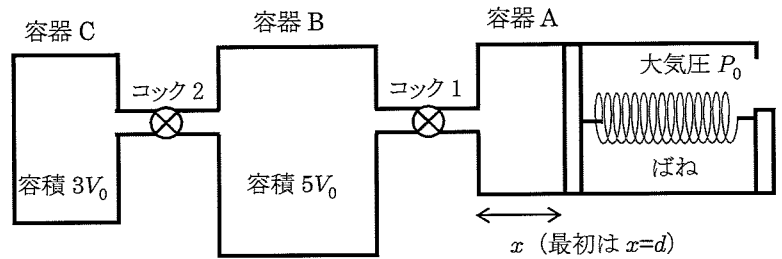 容器 C
容器 B
容器 A
コック 2
コック 1
大気圧 P₀
ばね
容積 3V₀
容積 5V₀
x （最初は x=d）